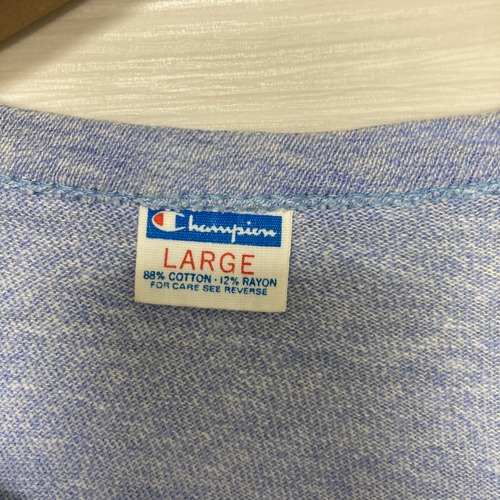 Champion
LARGE
88% COTTON · 12% RAYON
FOR CARE SEE REVERSE